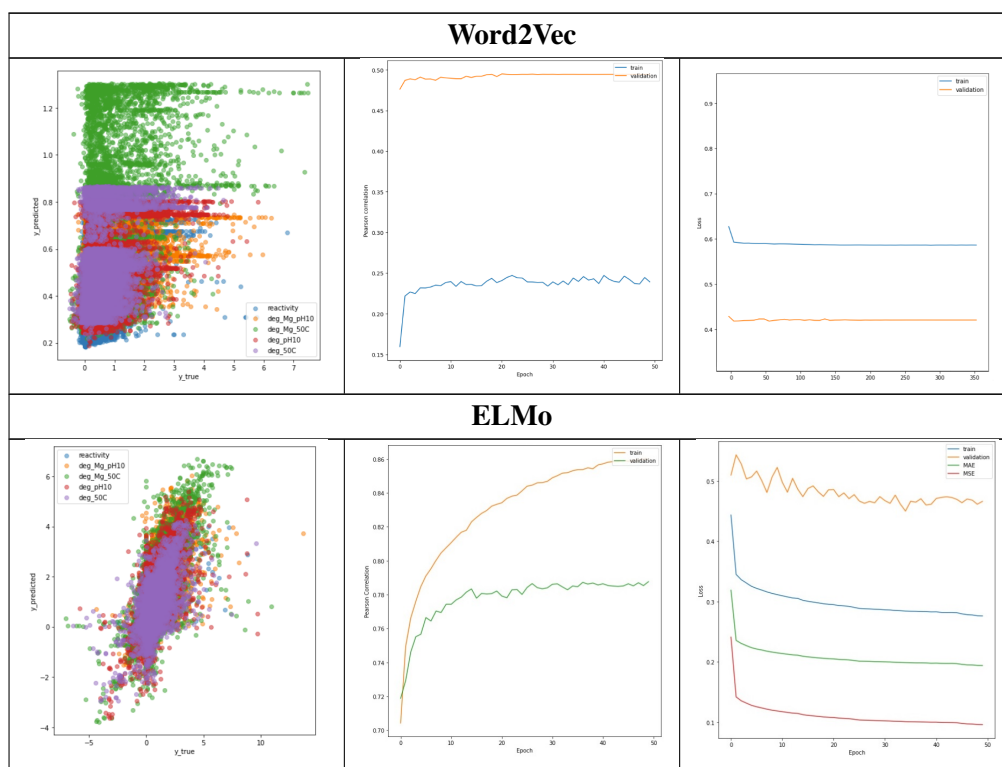 Word2Vec
y_predicted
1.2
1.0
0.8
0.6
0.4
0.2
0 1 2 3 4 5 6 7
y_true
reactivity
deg_Mg_pH10
deg_Mg_50C
deg_pH10
deg_50C
Pearson correlation
0.50
0.45
0.40
0.35
0.30
0.25
0.20
0.15
0 10 20 30 40 50
Epoch
train
validation
Loss
0.9
0.8
0.7
0.6
0.5
0.4
0 50 100 150 200 250 300 350
train
validation
ELMo
y_predicted
6
4
2
0
−2
−4
−5 0 5 10
y_true
reactivity
deg_Mg_pH10
deg_Mg_50C
deg_pH10
deg_50C
Pearson Correlation
0.86
0.84
0.82
0.80
0.78
0.76
0.74
0.72
0.70
0 10 20 30 40 50
Epoch
train
validation
Loss
0.5
0.4
0.3
0.2
0.1
0 10 20 30 40 50
Epoch
train
validation
MAE
MSE